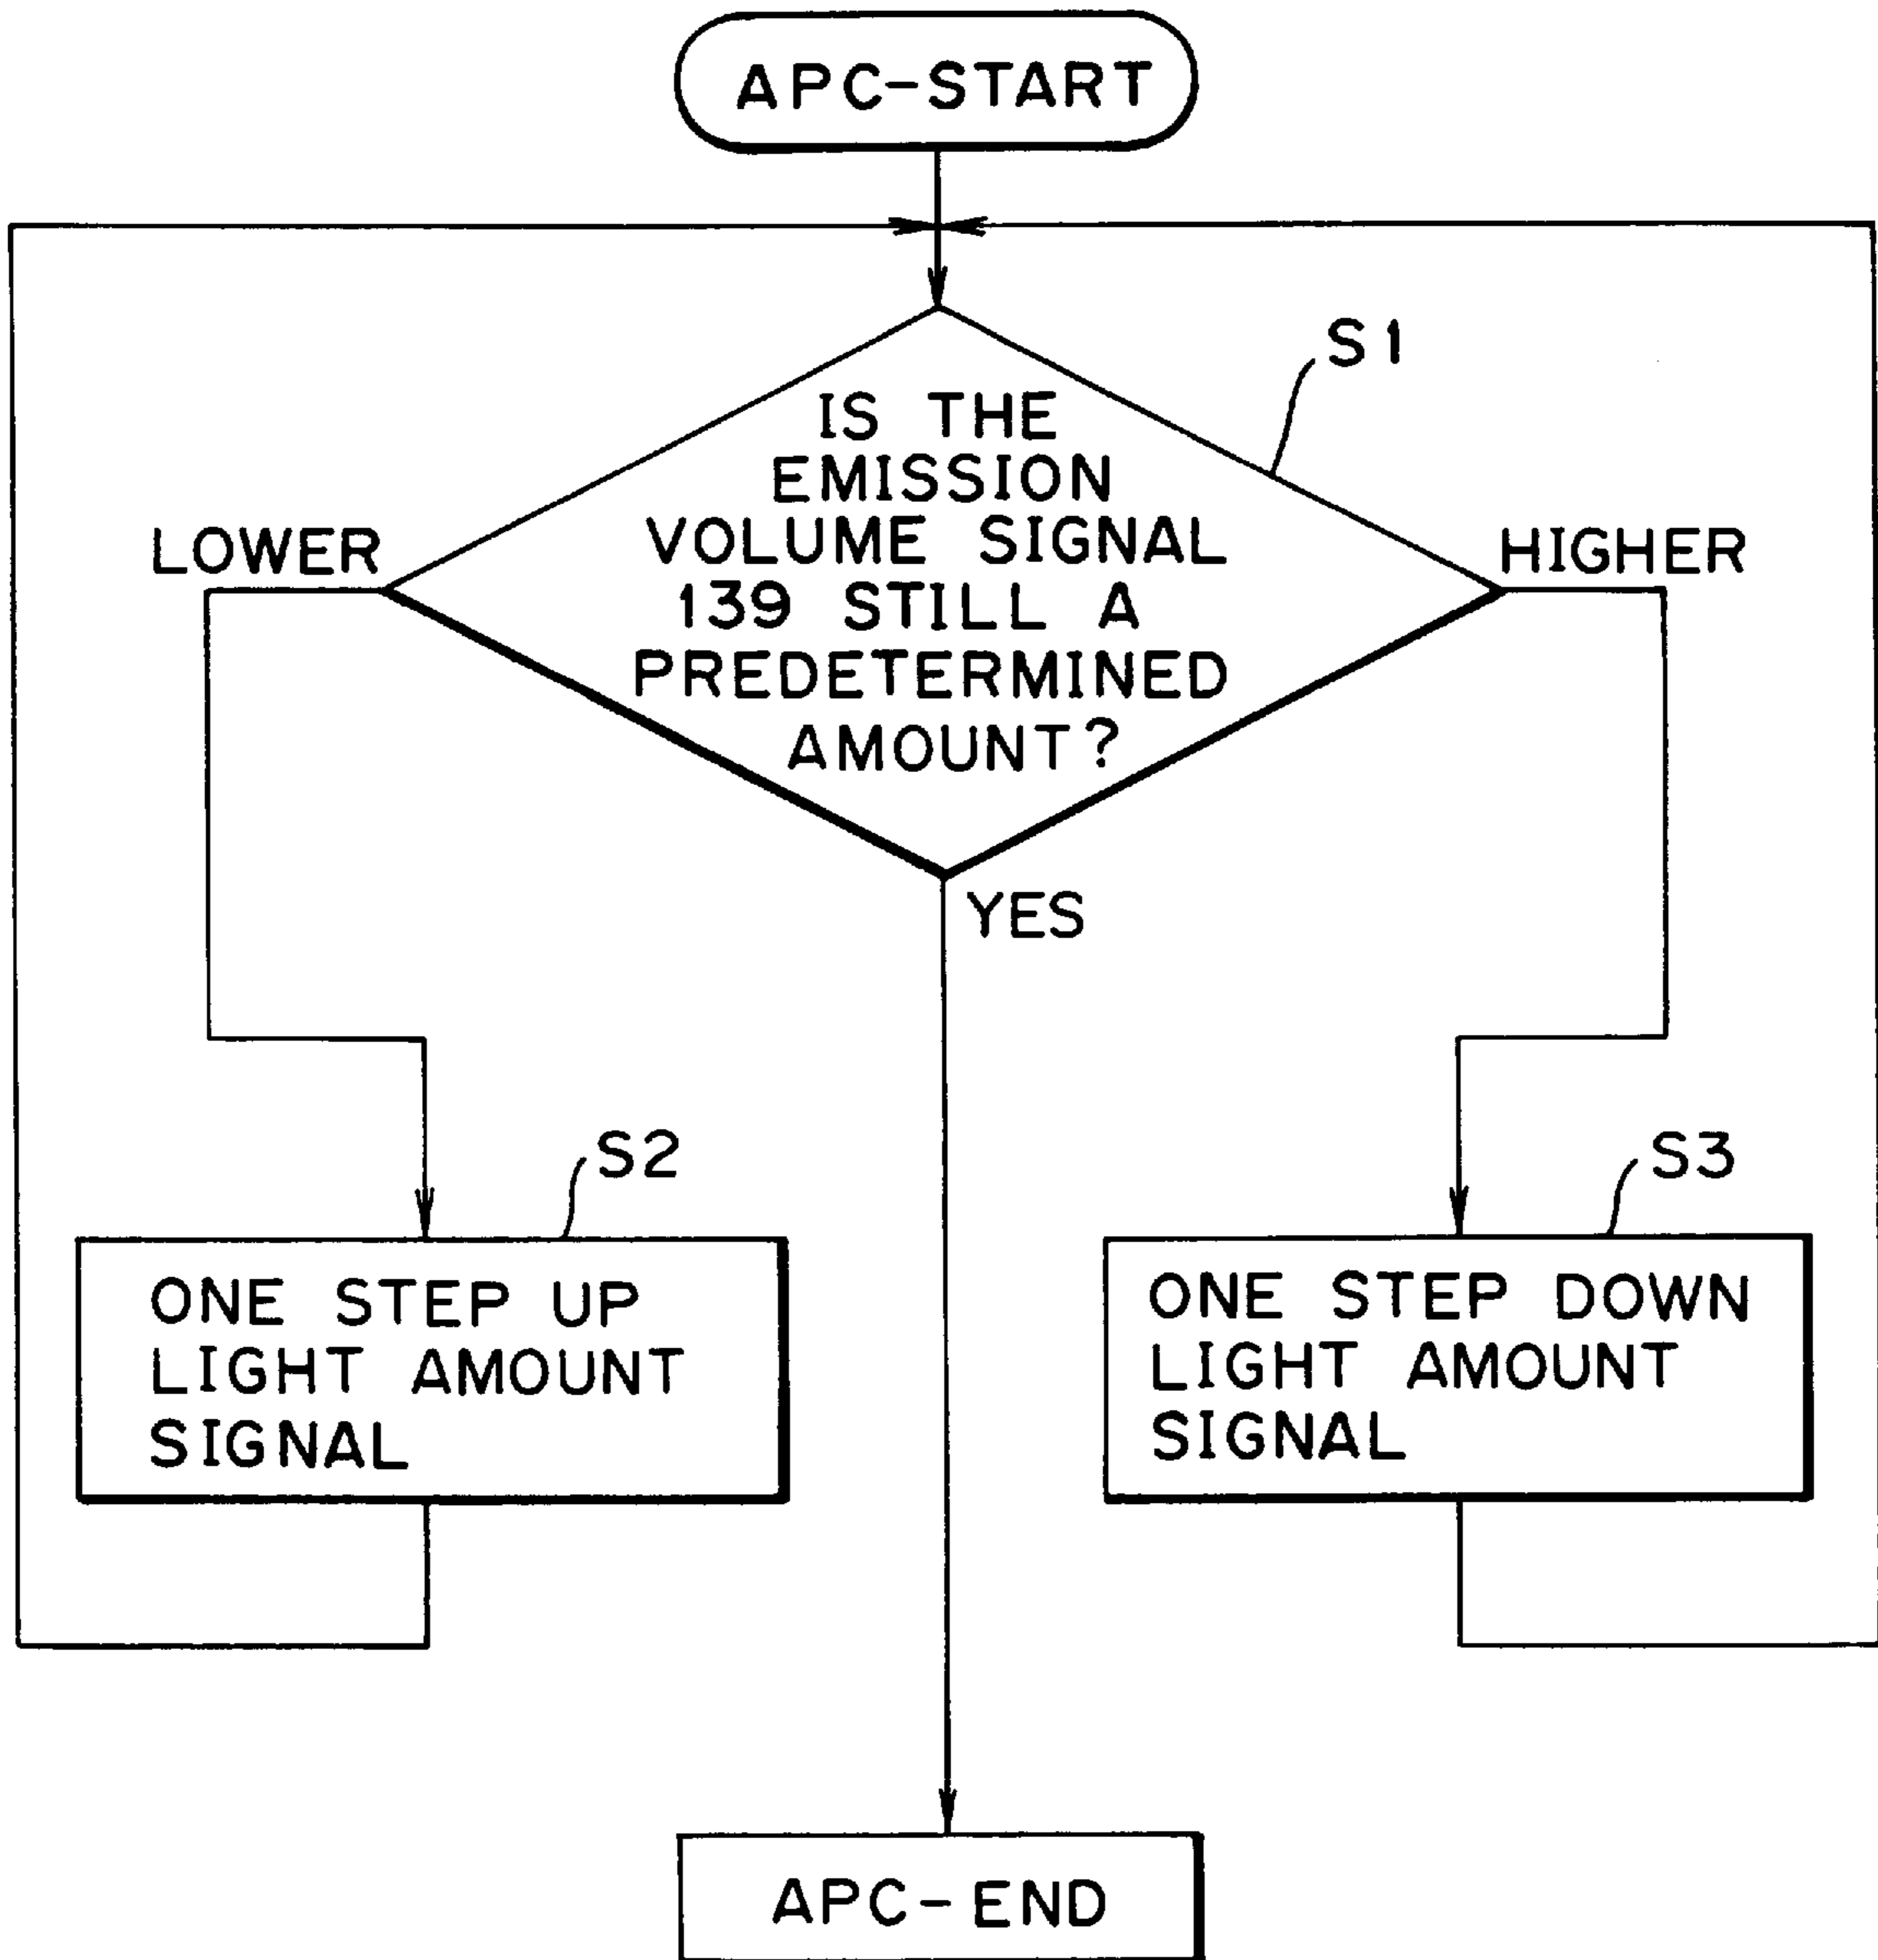 APC-START
S1
IS THE
EMISSION
VOLUME SIGNAL
139 STILL A
PREDETERMINED
AMOUNT?
LOWER
HIGHER
YES
S2
ONE STEP UP
LIGHT AMOUNT
SIGNAL
S3
ONE STEP DOWN
LIGHT AMOUNT
SIGNAL
APC-END